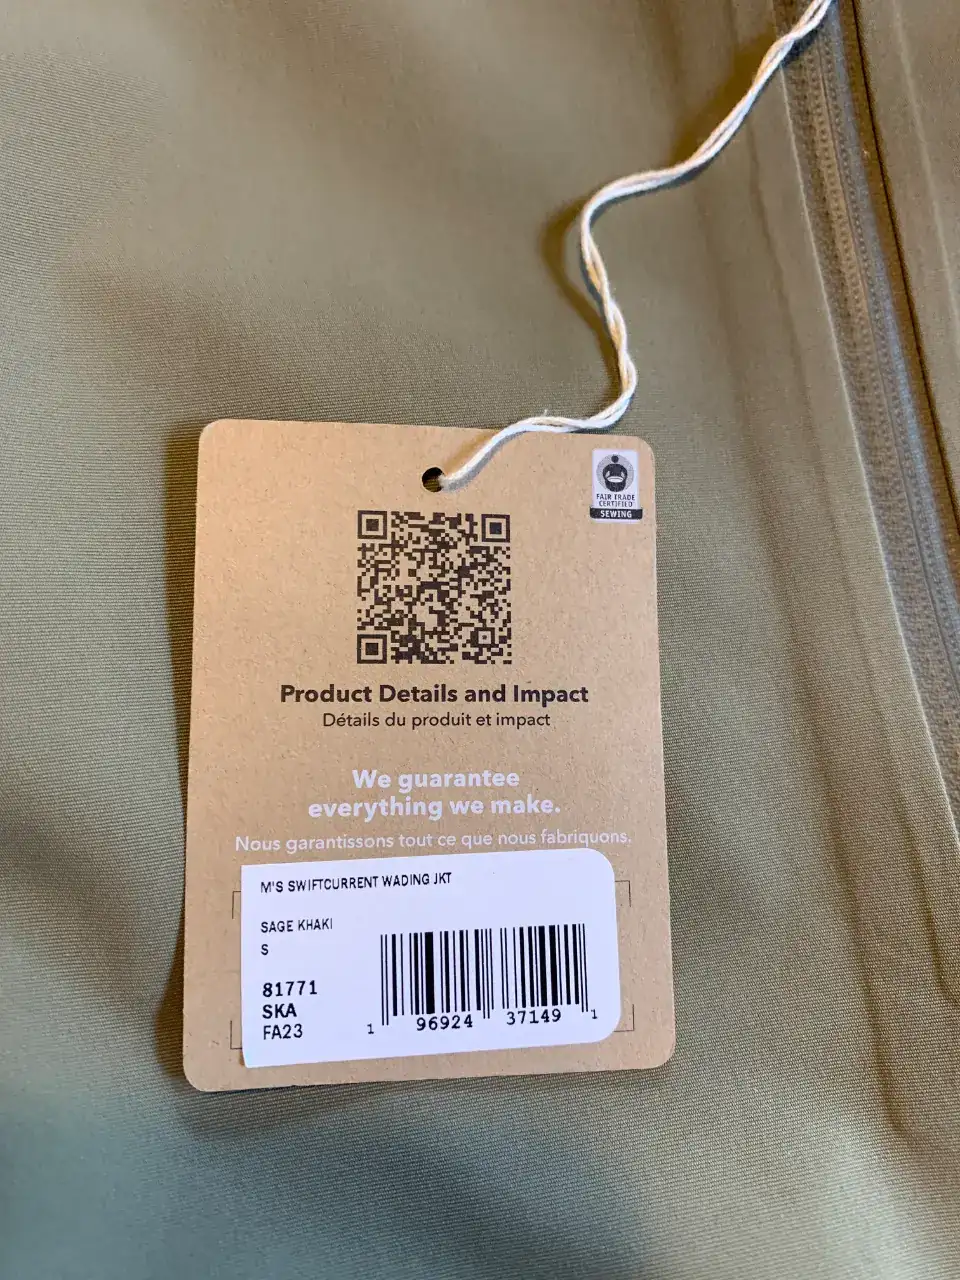 FAIR TRADE
CERTIFIED
SEWING
Product Details and Impact
Détails du produit et impact
We guarantee
everything we make.
Nous garantissons tout ce que nous fabriquons.
M'S SWIFTCURRENT WADING JKT
SAGE KHAKI
S
81771
SKA
FA23
1 96924 37149 1